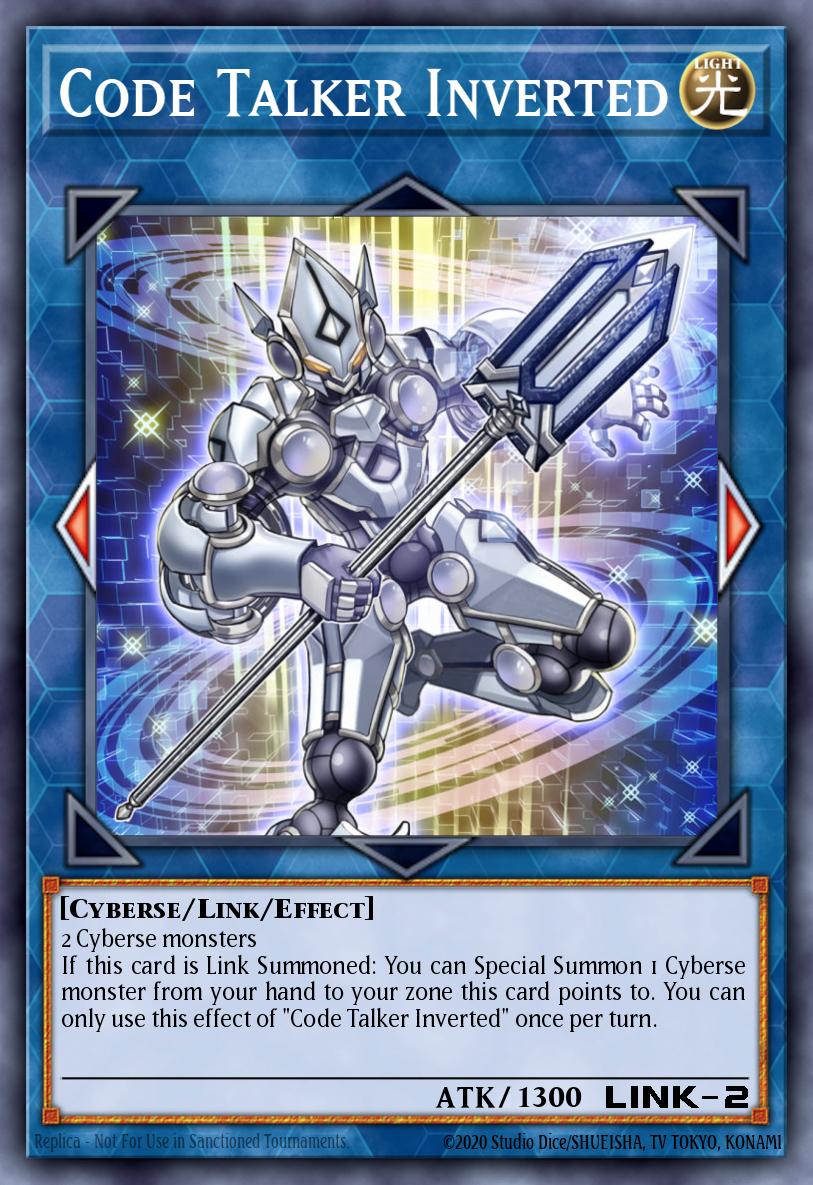 Code Talker Inverted
LIGHT
光
[Cyberse/Link/Effect]
2 Cyberse monsters
If this card is Link Summoned: You can Special Summon 1 Cyberse
monster from your hand to your zone this card points to. You can
only use this effect of "Code Talker Inverted" once per turn.
ATK/1300 LINK-2
Replica - Not For Use in Sanctioned Tournaments. ©2020 Studio Dice/SHUEISHA, TV TOKYO, KONAMI